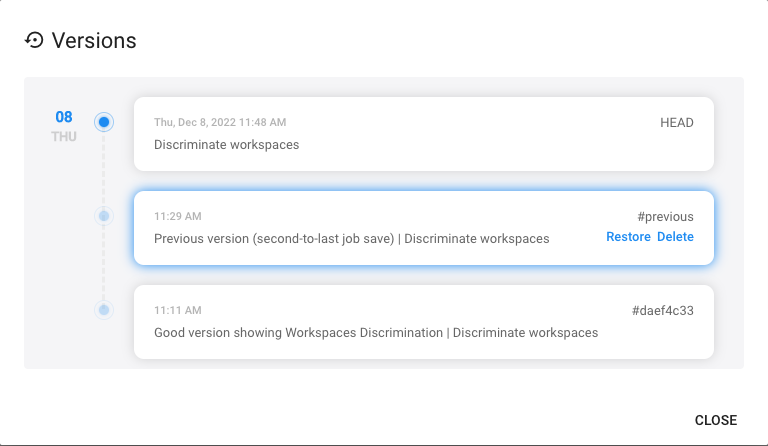 Versions
08
THU
Thu, Dec 8, 2022 11:48 AM
HEAD
Discriminate workspaces
11:29 AM
#previous
Previous version (second-to-last job save) | Discriminate workspaces
Restore Delete
11:11 AM
#daef4c33
Good version showing Workspaces Discrimination | Discriminate workspaces
CLOSE